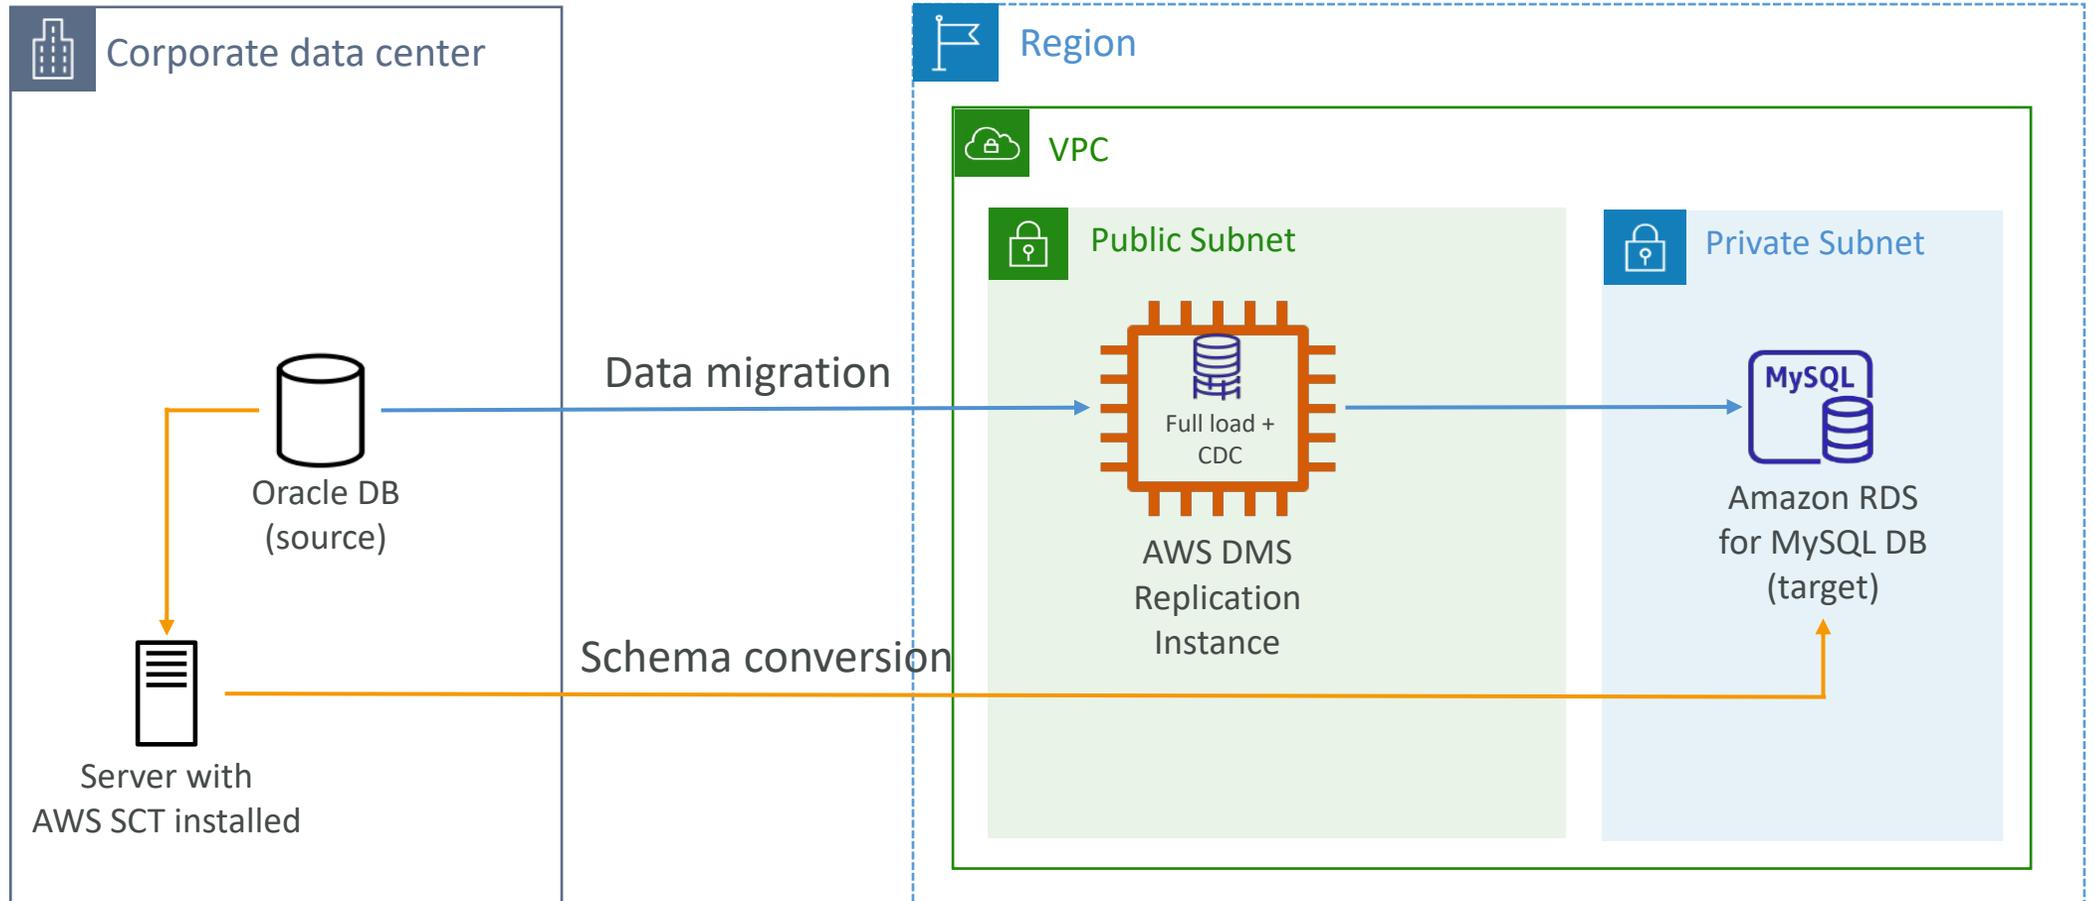 Corporate data center
Region
VPC
Public Subnet
Private Subnet
Data migration
Full load +
CDC
MySQL
Oracle DB
(source)
AWS DMS
Replication
Instance
Amazon RDS
for MySQL DB
(target)
Schema conversion
Server with
AWS SCT installed